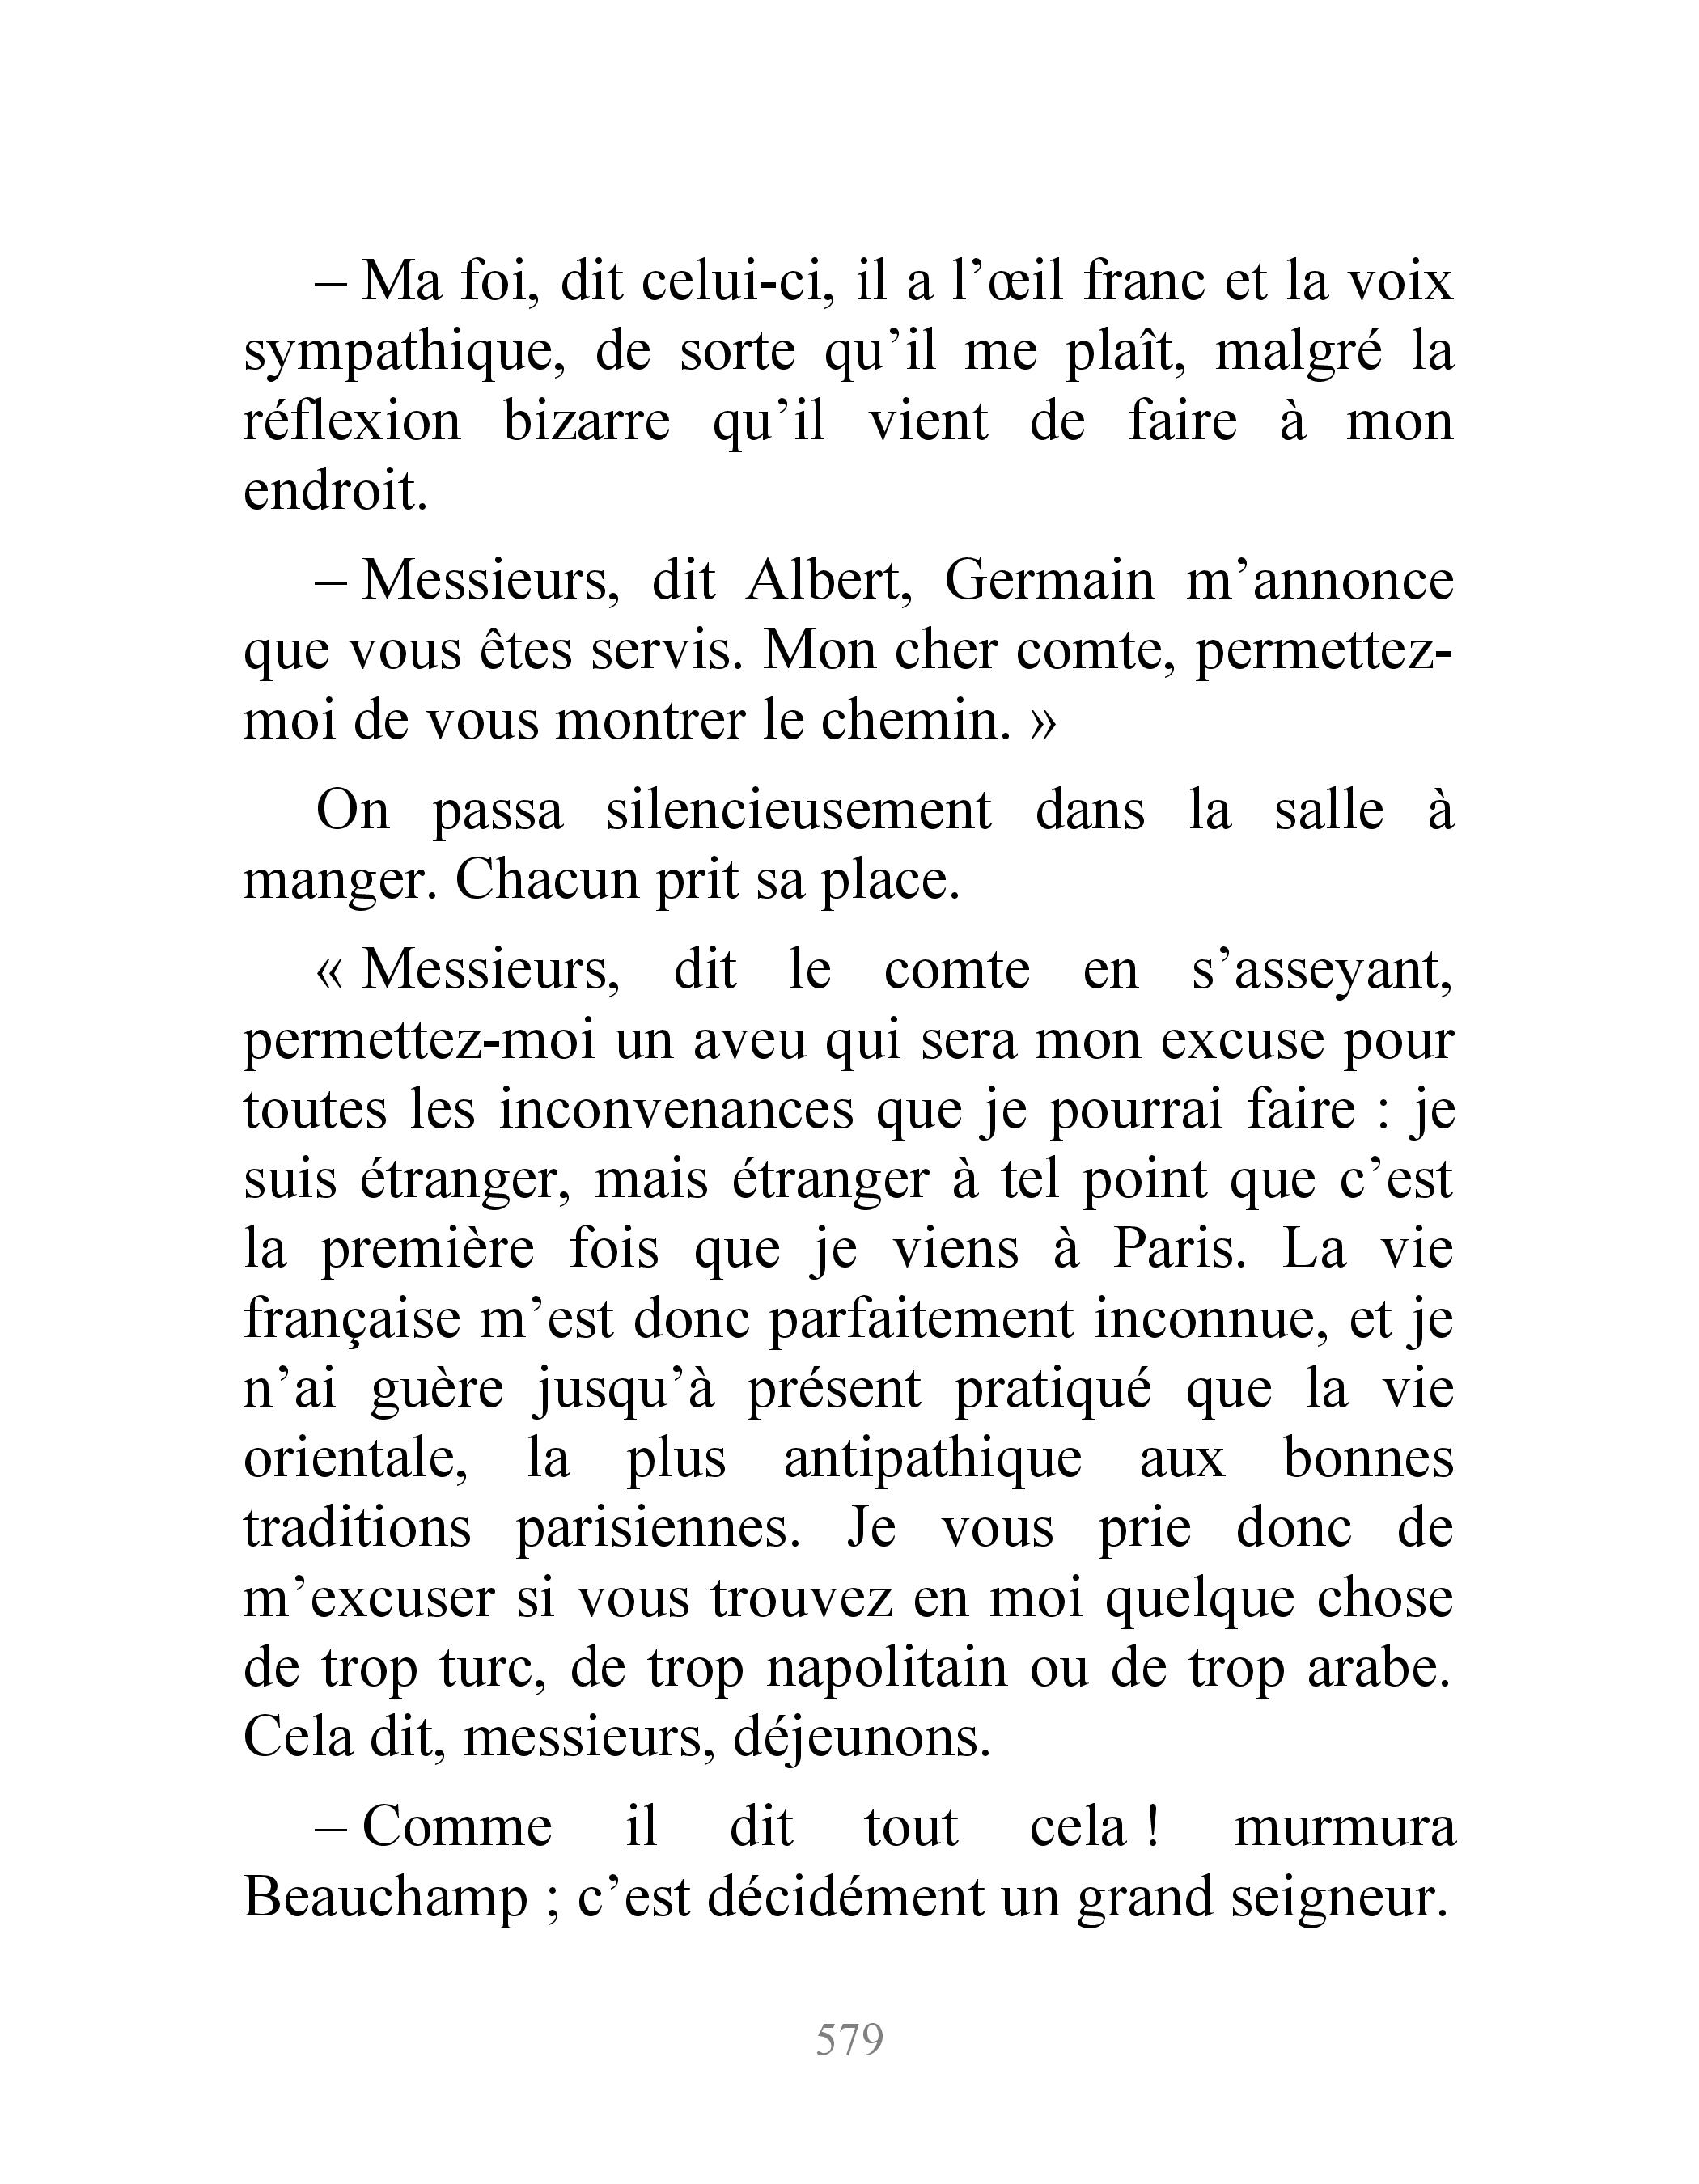 – Ma foi, dit celui-ci, il a l’œil franc et la voix
sympathique, de sorte qu’il me plaît, malgré la
réflexion bizarre qu’il vient de faire à mon
endroit.
– Messieurs, dit Albert, Germain m’annonce
que vous êtes servis. Mon cher comte, permettez-
moi de vous montrer le chemin. »
On passa silencieusement dans la salle à
manger. Chacun prit sa place.
« Messieurs, dit le comte en s’asseyant,
permettez-moi un aveu qui sera mon excuse pour
toutes les inconvenances que je pourrai faire : je
suis étranger, mais étranger à tel point que c’est
la première fois que je viens à Paris. La vie
française m’est donc parfaitement inconnue, et je
n’ai guère jusqu’à présent pratiqué que la vie
orientale, la plus antipathique aux bonnes
traditions parisiennes. Je vous prie donc de
m’excuser si vous trouvez en moi quelque chose
de trop turc, de trop napolitain ou de trop arabe.
Cela dit, messieurs, déjeunons.
– Comme il dit tout cela ! murmura
Beauchamp ; c’est décidément un grand seigneur.
579